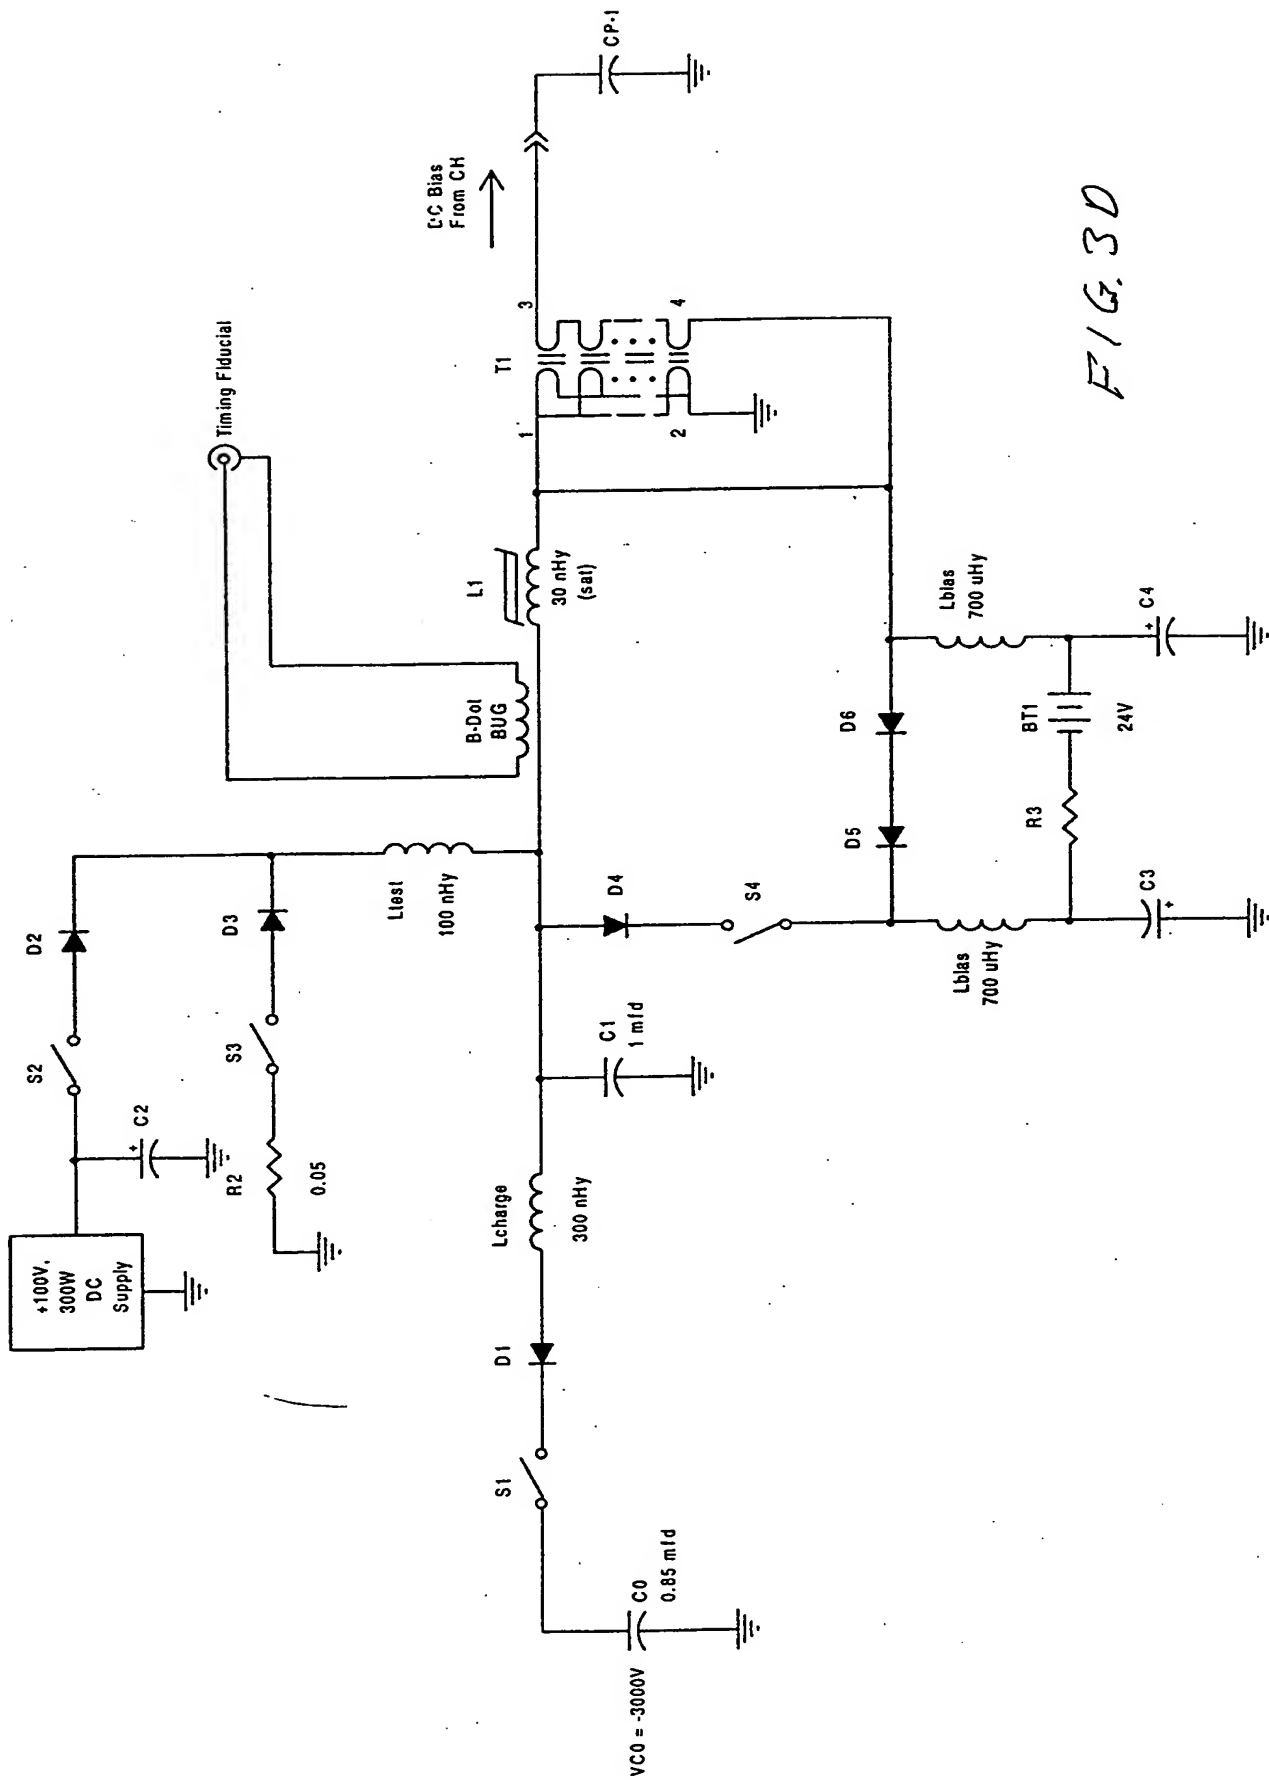 +100V,
300W
DC
Supply
S2
D2
C2
+
R2
0.05
S3
D3
Ltest
100 nHy
B-Dot
BUG
Timing Fiducial
L1
30 nHy
(sat)
T1
1
2
3
4
DC Bias
From CH
CP-1
VC0 = -3000V
C0
0.85 mfd
S1
D1
Lcharge
300 nHy
C1
1 mfd
D4
S4
D5
D6
Lbias
700 uHy
Lbias
700 uHy
R3
BT1
24V
C3
+
C4
+
FIG. 3D